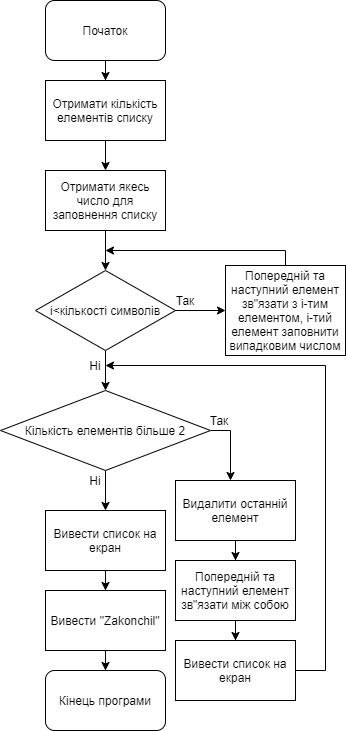 Початок
Отримати кількість
елементів списку
Отримати якесь
число для
заповнення списку
і<кількості символів
Так
Попередній та
наступний елемент
зв"язати з і-тим
елементом, і-тий
елемент заповнити
випадковим числом
Ні
Кількість елементів більше 2
Так
Ні
Видалити останній
елемент
Вивести список на
екран
Попередній та
наступний елемент
зв"язати між собою
Вивести "Zakonchil"
Вивести список на
екран
Кінець програми